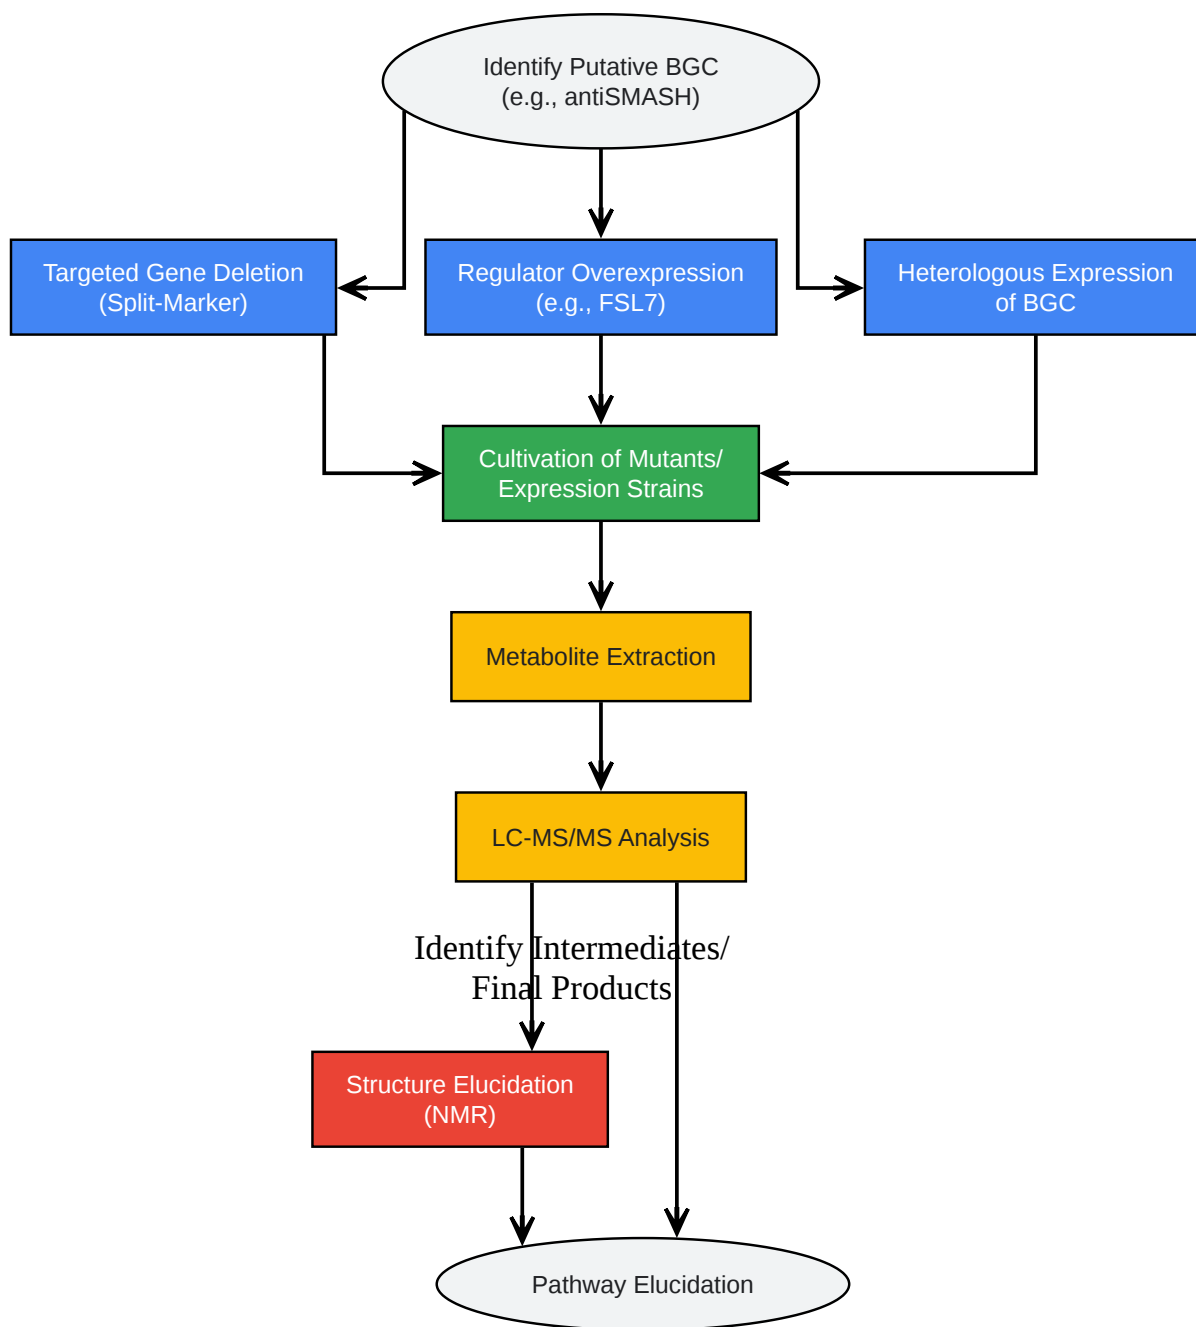 Identify Putative BGC
(e.g., antiSMASH)
Targeted Gene Deletion
(Split-Marker)
Regulator Overexpression
(e.g., FSL7)
Heterologous Expression
of BGC
Cultivation of Mutants/
Expression Strains
Metabolite Extraction
LC-MS/MS Analysis
Identify Intermediates/
Final Products
Structure Elucidation
(NMR)
Pathway Elucidation